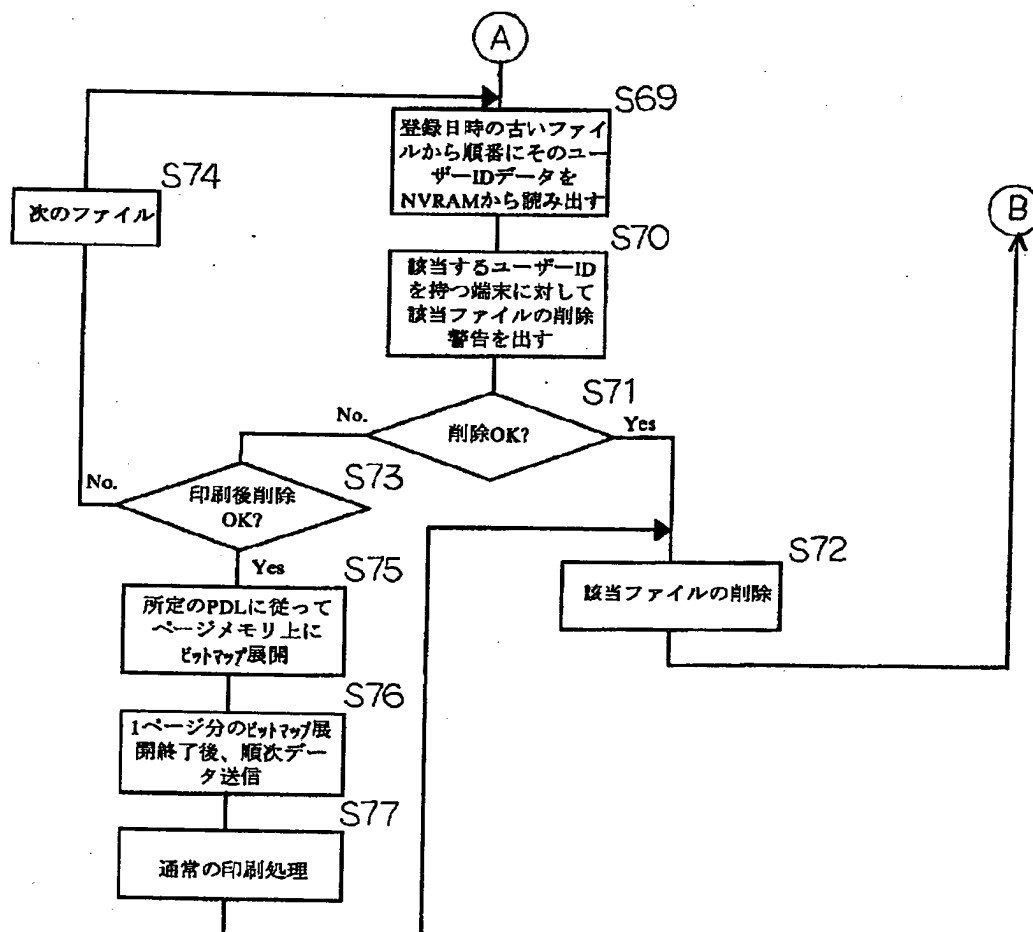 A
S69
登録日時の古いファイ
ルから順番にそのユー
ザーIDデータを
NVRAMから読み出す
S74
次のファイル
B
S70
該当するユーザーID
を持つ端末に対して
該当ファイルの削除
警告を出す
S71
No.
削除OK?
Yes
S73
No.
印刷後削除
OK?
Yes
S72
該当ファイルの削除
S75
所定のPDLに従って
ページメモリ上に
ビットマップ展開
S76
1ページ分のビットマップ展
開終了後、順次デー
タ送信
S77
通常の印刷処理